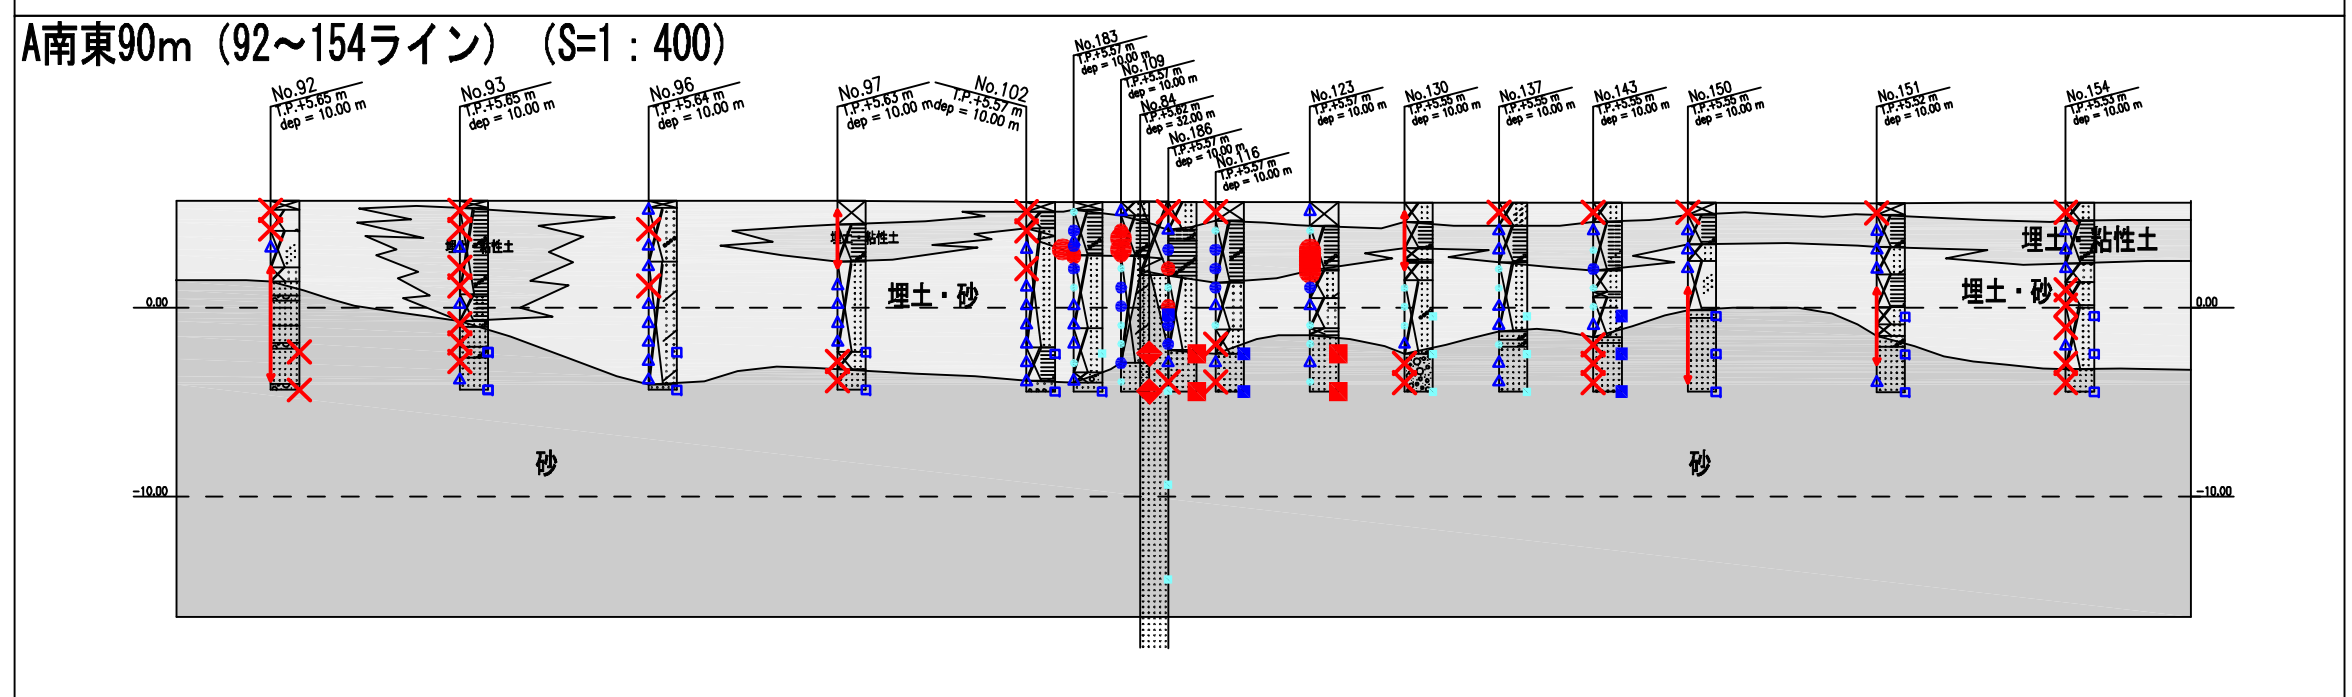 A南東90m（92～154ライン）（S=1：400）
No.92
T.P.+5.65 m
dep = 10.00 m
No.93
T.P.+5.65 m
dep = 10.00 m
No.96
T.P.+5.64 m
dep = 10.00 m
No.97
T.P.+5.63 m
dep = 10.00 m
No.102
T.P.+5.57 m
dep = 10.00 m
No.183
T.P.+5.57 m
dep = 10.00 m
No.109
T.P.+5.57 m
dep = 10.00 m
No.84
T.P.+5.62 m
dep = 32.00 m
No.186
T.P.+5.57 m
dep = 10.00 m
No.116
T.P.+5.57 m
dep = 10.00 m
No.123
T.P.+5.57 m
dep = 10.00 m
No.130
T.P.+5.55 m
dep = 10.00 m
No.137
T.P.+5.55 m
dep = 10.00 m
No.143
T.P.+5.55 m
dep = 10.00 m
No.150
T.P.+5.55 m
dep = 10.00 m
No.151
T.P.+5.52 m
dep = 10.00 m
No.154
T.P.+5.53 m
dep = 10.00 m
埋土・粘性土
埋土・粘性土
埋土・粘性土
埋土・砂
埋土・砂
0.00
0.00
砂
砂
-10.00
-10.00